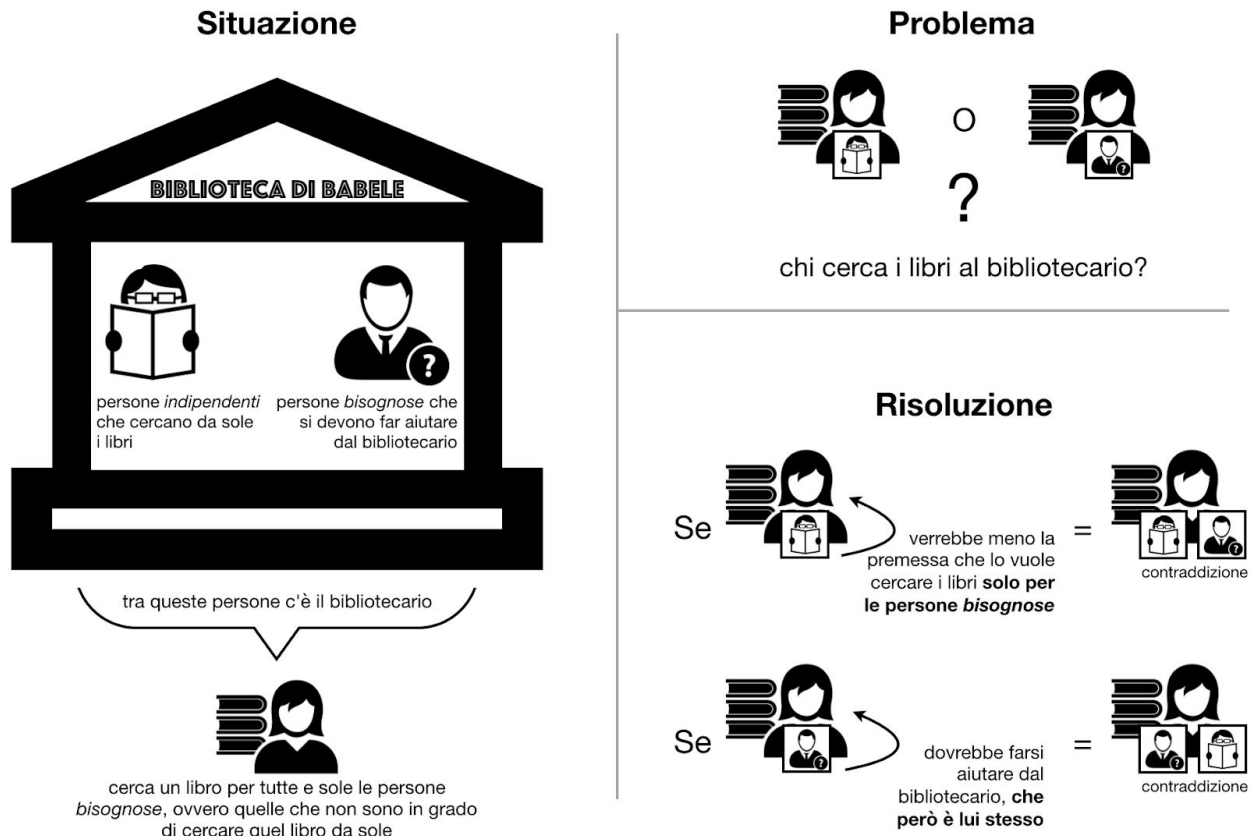 Situazione
BIBLIOTECA DI BABELE
?
persone indipendenti
che cercano da sole
i libri
persone bisognose che
si devono far aiutare
dal bibliotecario
tra queste persone c'è il bibliotecario
cerca un libro per tutte e sole le persone
bisognose, ovvero quelle che non sono in grado
di cercare quel libro da sole
Problema
o
?
?
chi cerca i libri al bibliotecario?
Risoluzione
Se
verrebbe meno la
premessa che lo vuole
cercare i libri solo per
le persone bisognose
=
?
contraddizione
Se
?
dovrebbe farsi
aiutare dal
bibliotecario, che
però è lui stesso
=
?
contraddizione